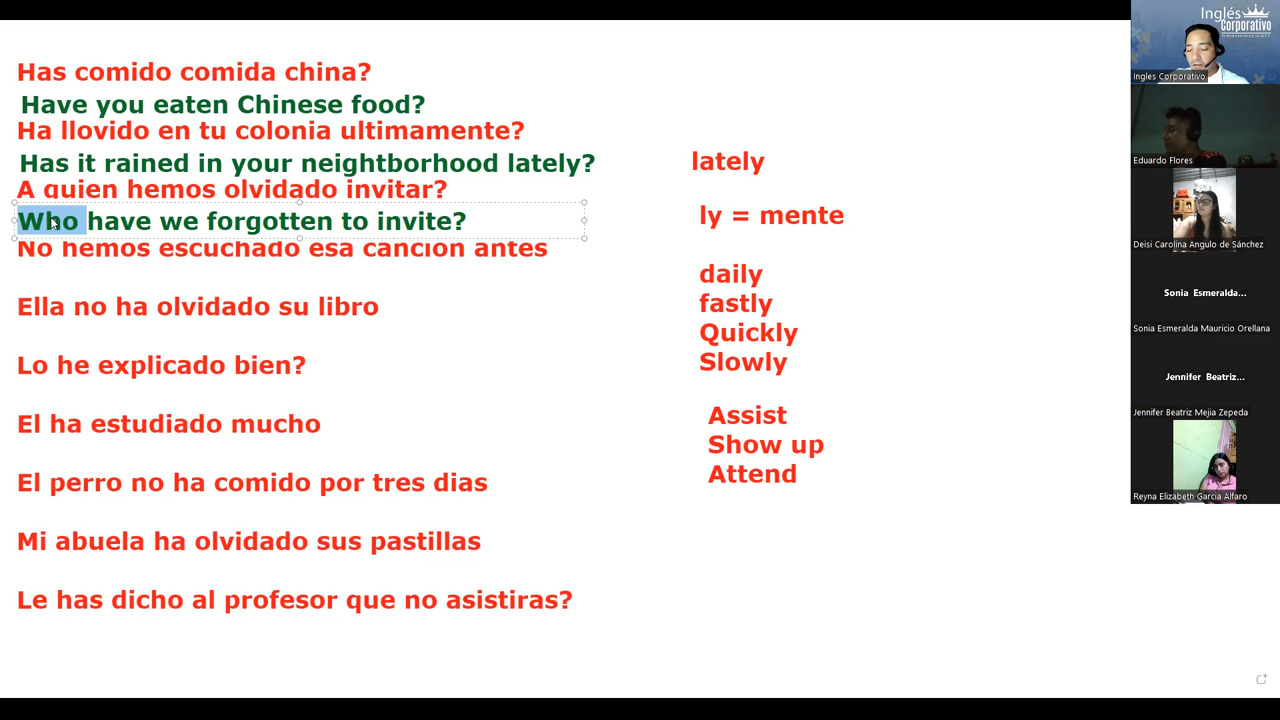 Has comido comida china?
Have you eaten Chinese food?
Ha llovido en tu colonia ultimamente?
Has it rained in your neighborhood lately?
A quien hemos olvidado invitar?
Who have we forgotten to invite?
No hemos escuchado esa cancion antes
Ella no ha olvidado su libro
Lo he explicado bien?
El ha estudiado mucho
El perro no ha comido por tres dias
Mi abuela ha olvidado sus pastillas
Le has dicho al profesor que no asistiras?
lately
ly = mente
daily
fastly
Quickly
Slowly
Assist
Show up
Attend
Inglés
Corporativo
Ingles Corporativo
Eduardo Flores
Deisi Carolina Angulo de Sánchez
Sonia Esmeralda...
Sonia Esmeralda Mauricio Orellana
Jennifer Beatriz...
Jennifer Beatriz Mejia Zepeda
Reyna Elizabeth Garcia Alfaro